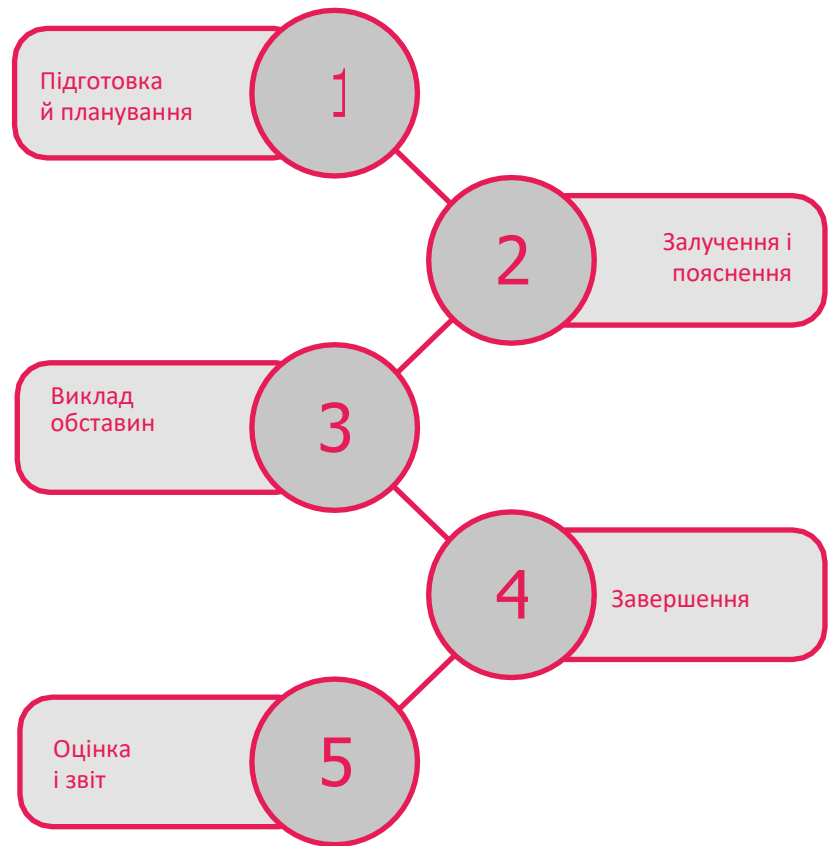 Підготовка
й планування
1
2
Залучення і
пояснення
Виклад
обставин
3
4
Завершення
Оцінка
і звіт
5